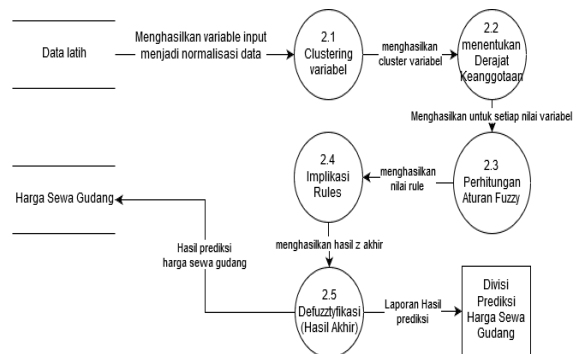 Data latih
Menghasilkan variable input
menjadi normalisasi data
2.1
Clustering
variabel
menghasilkan
cluster variabel
2.2
menentukan
Derajat
Keanggotaan
Menghasilkan untuk setiap nilai variabel
2.3
Perhitungan
Aturan Fuzzy
menghasilkan
nilai rule
2.4
Implikasi
Rules
menghasilkan hasil z akhir
Harga Sewa Gudang
Hasil prediksi
harga sewa gudang
2.5
Defuzztyfikasi
(Hasil Akhir)
Laporan Hasil
prediksi
Divisi
Prediksi
Harga Sewa
Gudang